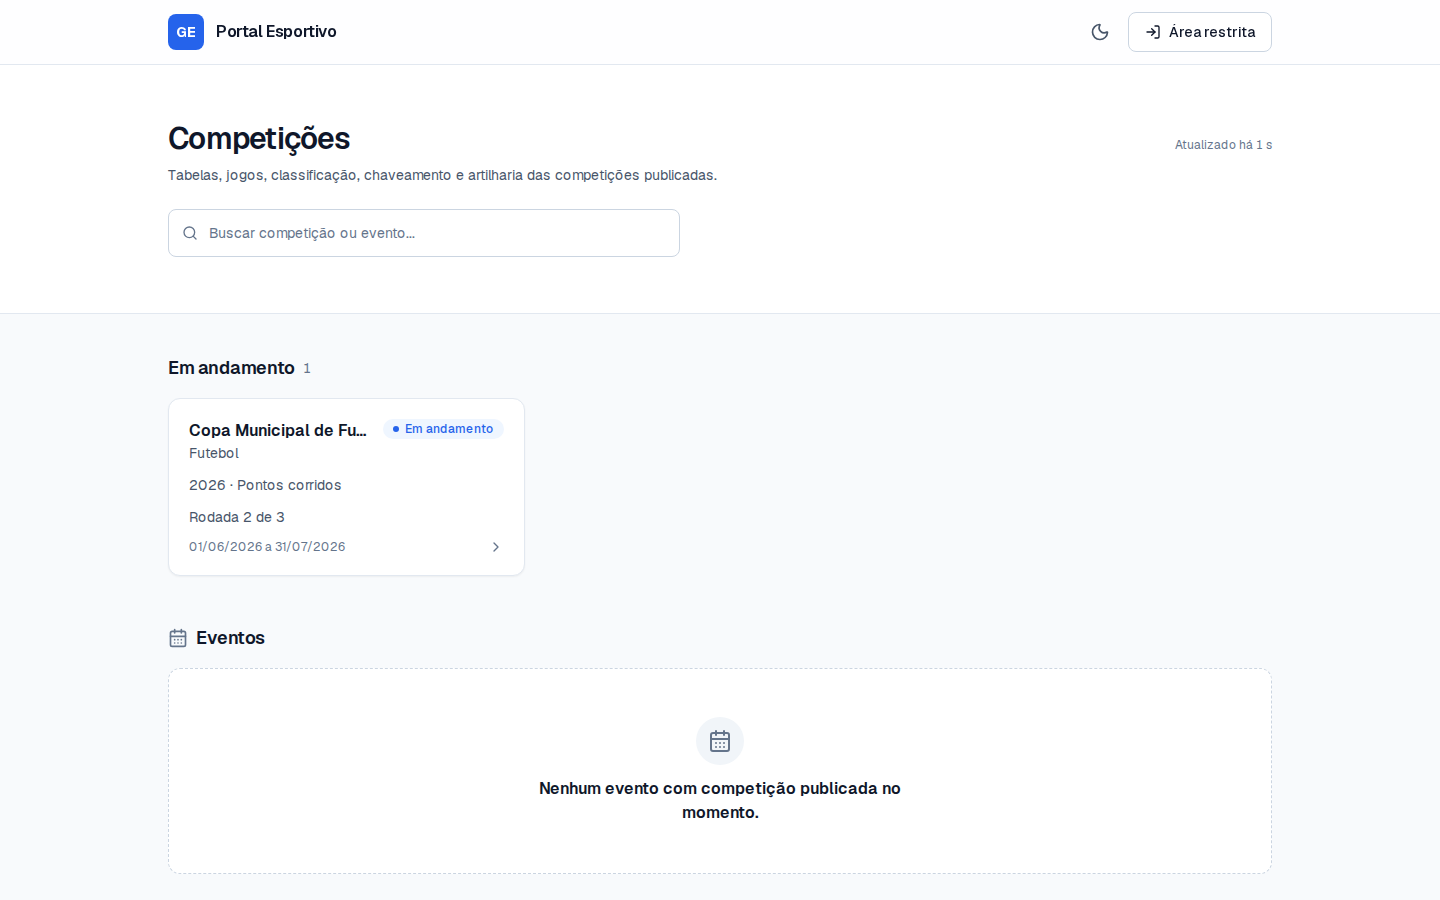 GE
Portal Esportivo
Área restrita
Competições
Atualizado há 1 s
Tabelas, jogos, classificação, chaveamento e artilharia das competições publicadas.
Buscar competição ou evento...
Em andamento 1
Copa Municipal de Fu...
Em andamento
Futebol
2026 · Pontos corridos
Rodada 2 de 3
01/06/2026 a 31/07/2026
Eventos
Nenhum evento com competição publicada no
momento.